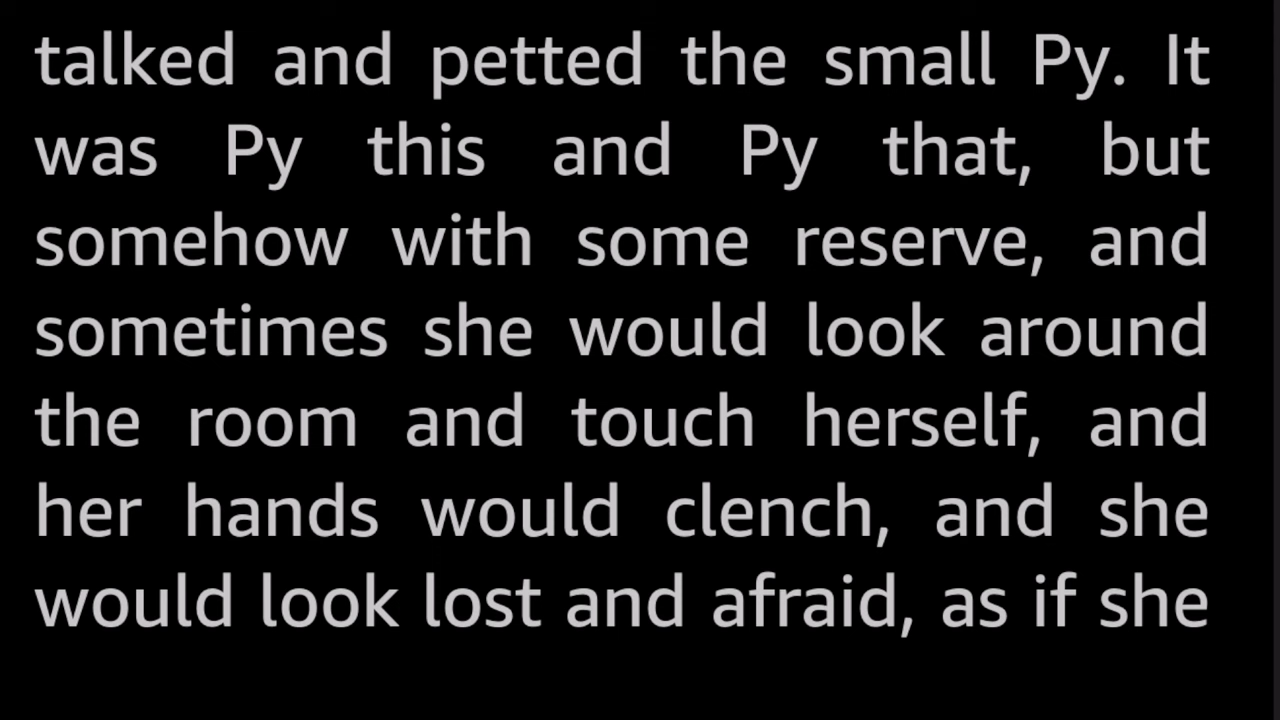 talked and petted the small Py. It
was Py this and Py that, but
somehow with some reserve, and
sometimes she would look around
the room and touch herself, and
her hands would clench, and she
would look lost and afraid, as if she